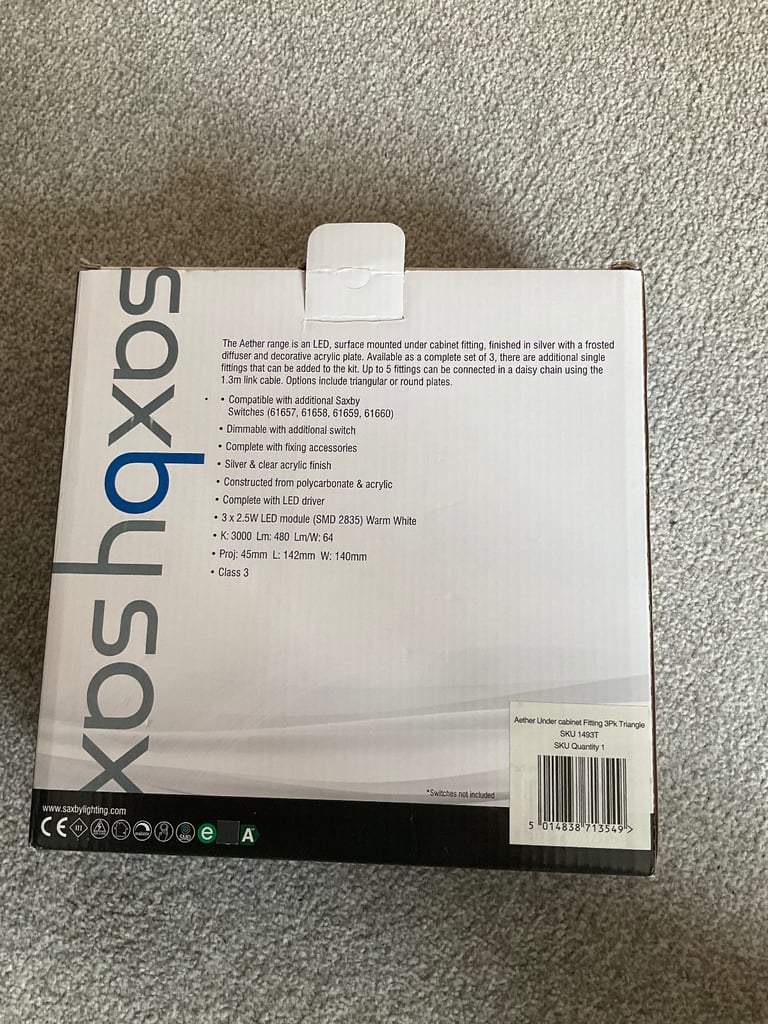 saxby sax
The Aether range is an LED, surface mounted under cabinet fitting, finished in silver with a frosted
diffuser and decorative acrylic plate. Available as a complete set of 3, there are additional single
fittings that can be added to the kit. Up to 5 fittings can be connected in a daisy chain using the
1.3m link cable. Options include triangular or round plates.
• Compatible with additional Saxby
Switches (61657, 61658, 61659, 61660)
• Dimmable with additional switch
• Complete with fixing accessories
• Silver & clear acrylic finish
• Constructed from polycarbonate & acrylic
• Complete with LED driver
• 3 x 2.5W LED module (SMD 2835) Warm White
• K: 3000 Lm: 480 Lm/W: 64
• Proj: 45mm L: 142mm W: 140mm
• Class 3
Aether Under cabinet Fitting 3Pk Triangle
SKU 1493T
SKU Quantity 1
5 014838 713549 >
*Switches not included
www.saxbylighting.com
CE III e A